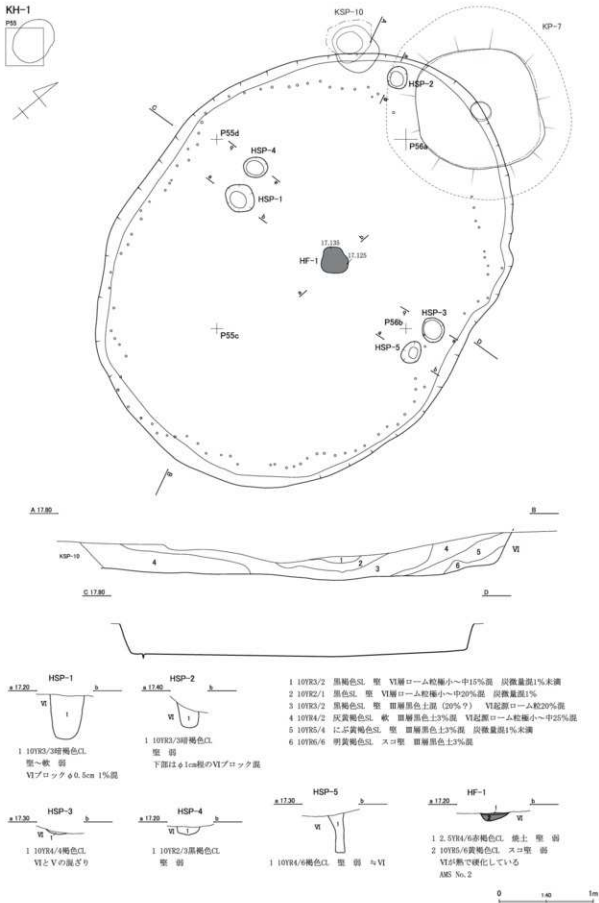 KH-1
P55
KSP-10
A
KP-7
HSP-2
C
P55d
P56a
HSP-4
HSP-1
17.135
17.125
HF-1
P55c
P56b
HSP-3
HSP-5
D
B
A 17.90
B
KSP-10
1
2
3
4
4
5
6
VI
C 17.90
D
HSP-1
a 17.20
b
VI
1
1 10YR3/3暗褐色CL
堅～軟 弱
VIブロックφ0.5cm 1%混
HSP-2
a 17.40
b
VI
1
1 10YR3/3暗褐色CL
堅 弱
下部はφ1cm程のVIブロック混
1 10YR3/2 黒褐色SL 堅 VI層ローム粒極小～中15%混 炭微量混1%未満
2 10YR2/1 黒色SL 堅 VI層ローム粒極小～中20%混 炭微量混1%
3 10YR3/2 黒褐色SL 堅 III層黒色土混（20%？） VI起源ローム粒20%混
4 10YR4/2 灰黄褐色SL 軟 III層黒色土3%混 VI起源ローム粒極小～中25%混
5 10YR5/4 にぶ黄褐色SL 堅 III層黒色土3%混 炭微量混1%未満
6 10YR6/6 明黄褐色SL スコ堅 III層黒色土3%混
HSP-3
a 17.30
b
VI
1
1 10YR4/4褐色CL
VIとVの混ざり
HSP-4
a 17.20
b
VI
1
1 10YR2/3黒褐色CL
堅 弱
HSP-5
a 17.30
b
VI
1
1 10YR4/6褐色CL 堅 弱 ≒VI
HF-1
a 17.20
b
VI
1 2.5YR4/6赤褐色CL 焼土 堅 弱
2 10YR5/6黄褐色CL スコ堅 弱
VIが熱で硬化している
AMS No.2
0
1:40
1m